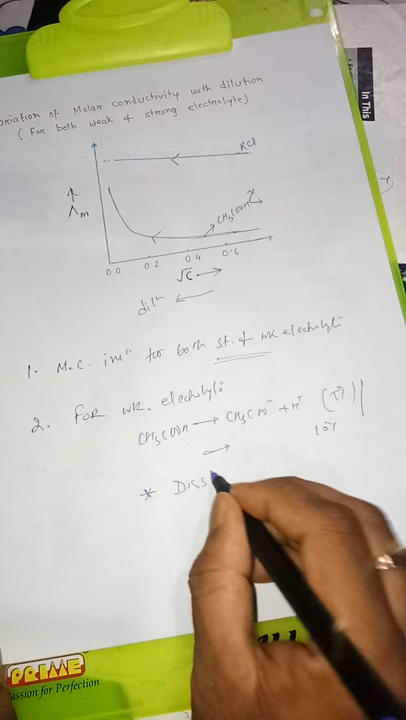 ariation of Molar conductivity with dilution
( For both weak & strong electrolyte)
KCl
↑
Λm
CH3COOH
0.0 0.2 0.4 0.6
√C →
dilⁿ ←
1. M.C. incⁿ for both st. & wk electrolyte
2. For wk. electrolyte
CH3COOH → CH3COO⁻ + H⁺
* Diss
In This
PRIME
assion for Perfection